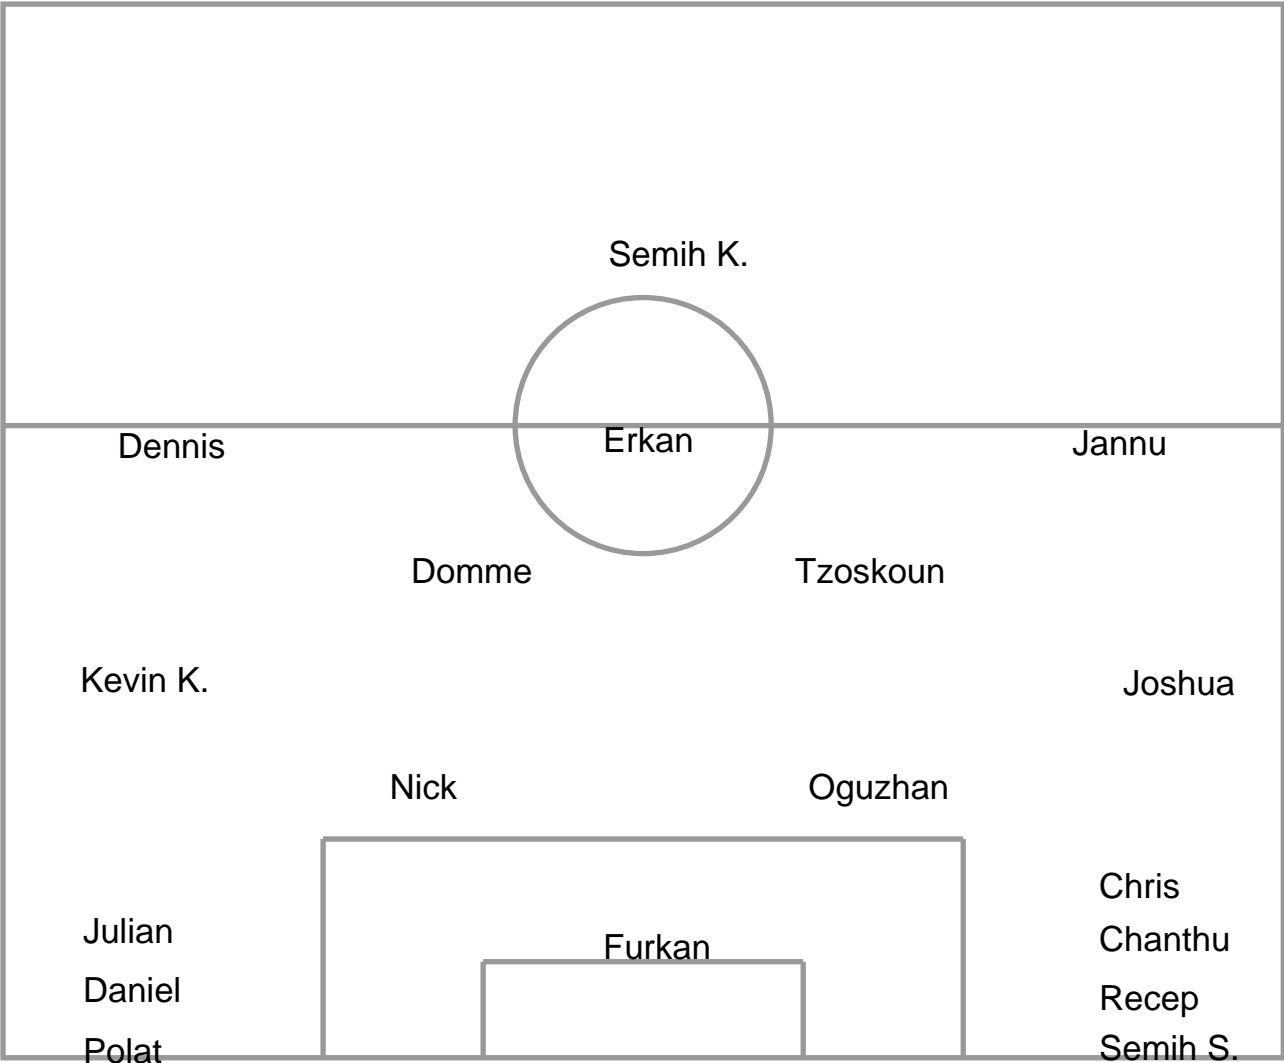 Semih K.
Dennis
Erkan
Jannu
Domme
Tzoskoun
Kevin K.
Joshua
Nick
Oguzhan
Chris
Julian
Furkan
Chanthu
Daniel
Recep
Polat
Semih S.